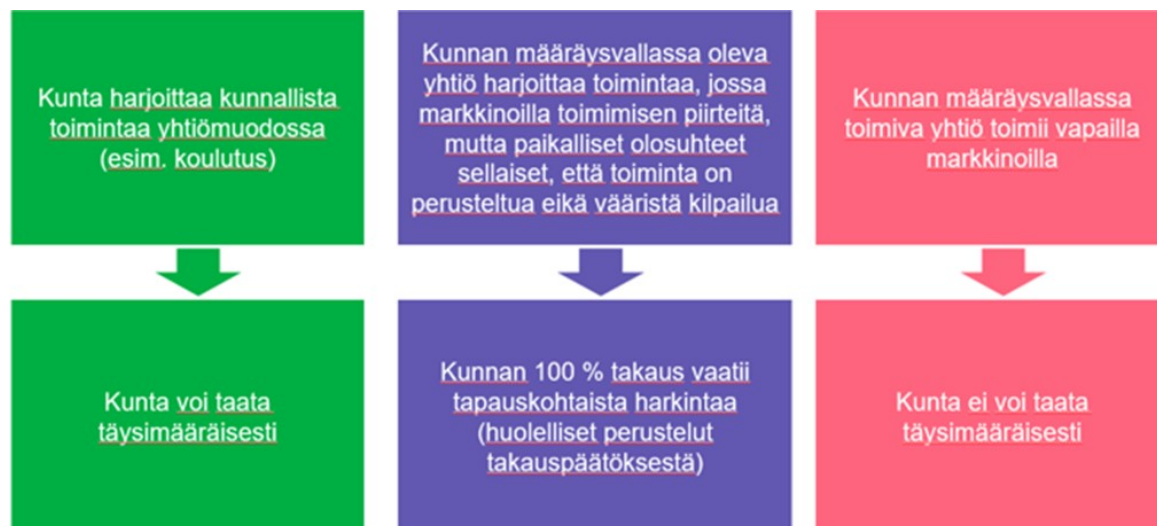 Kunta harjoittaa kunnallista
toimintaa yhtiömuodossa
(esim. koulutus)
Kunnan määräysvallassa oleva
yhtiö harjoittaa toimintaa, jossa
markkinoilla toimimisen piirteitä,
mutta paikalliset olosuhteet
sellaiset, että toiminta on
perusteltua eikä vääristä kilpailua
Kunnan määräysvallassa
toimiva yhtiö toimii vapailla
markkinoilla
Kunta voi taata
täysimääräisesti
Kunnan 100 % takaus vaatii
tapauskohtaista harkintaa
(huolelliset perustelut
takauspäätöksestä)
Kunta ei voi taata
täysimääräisesti